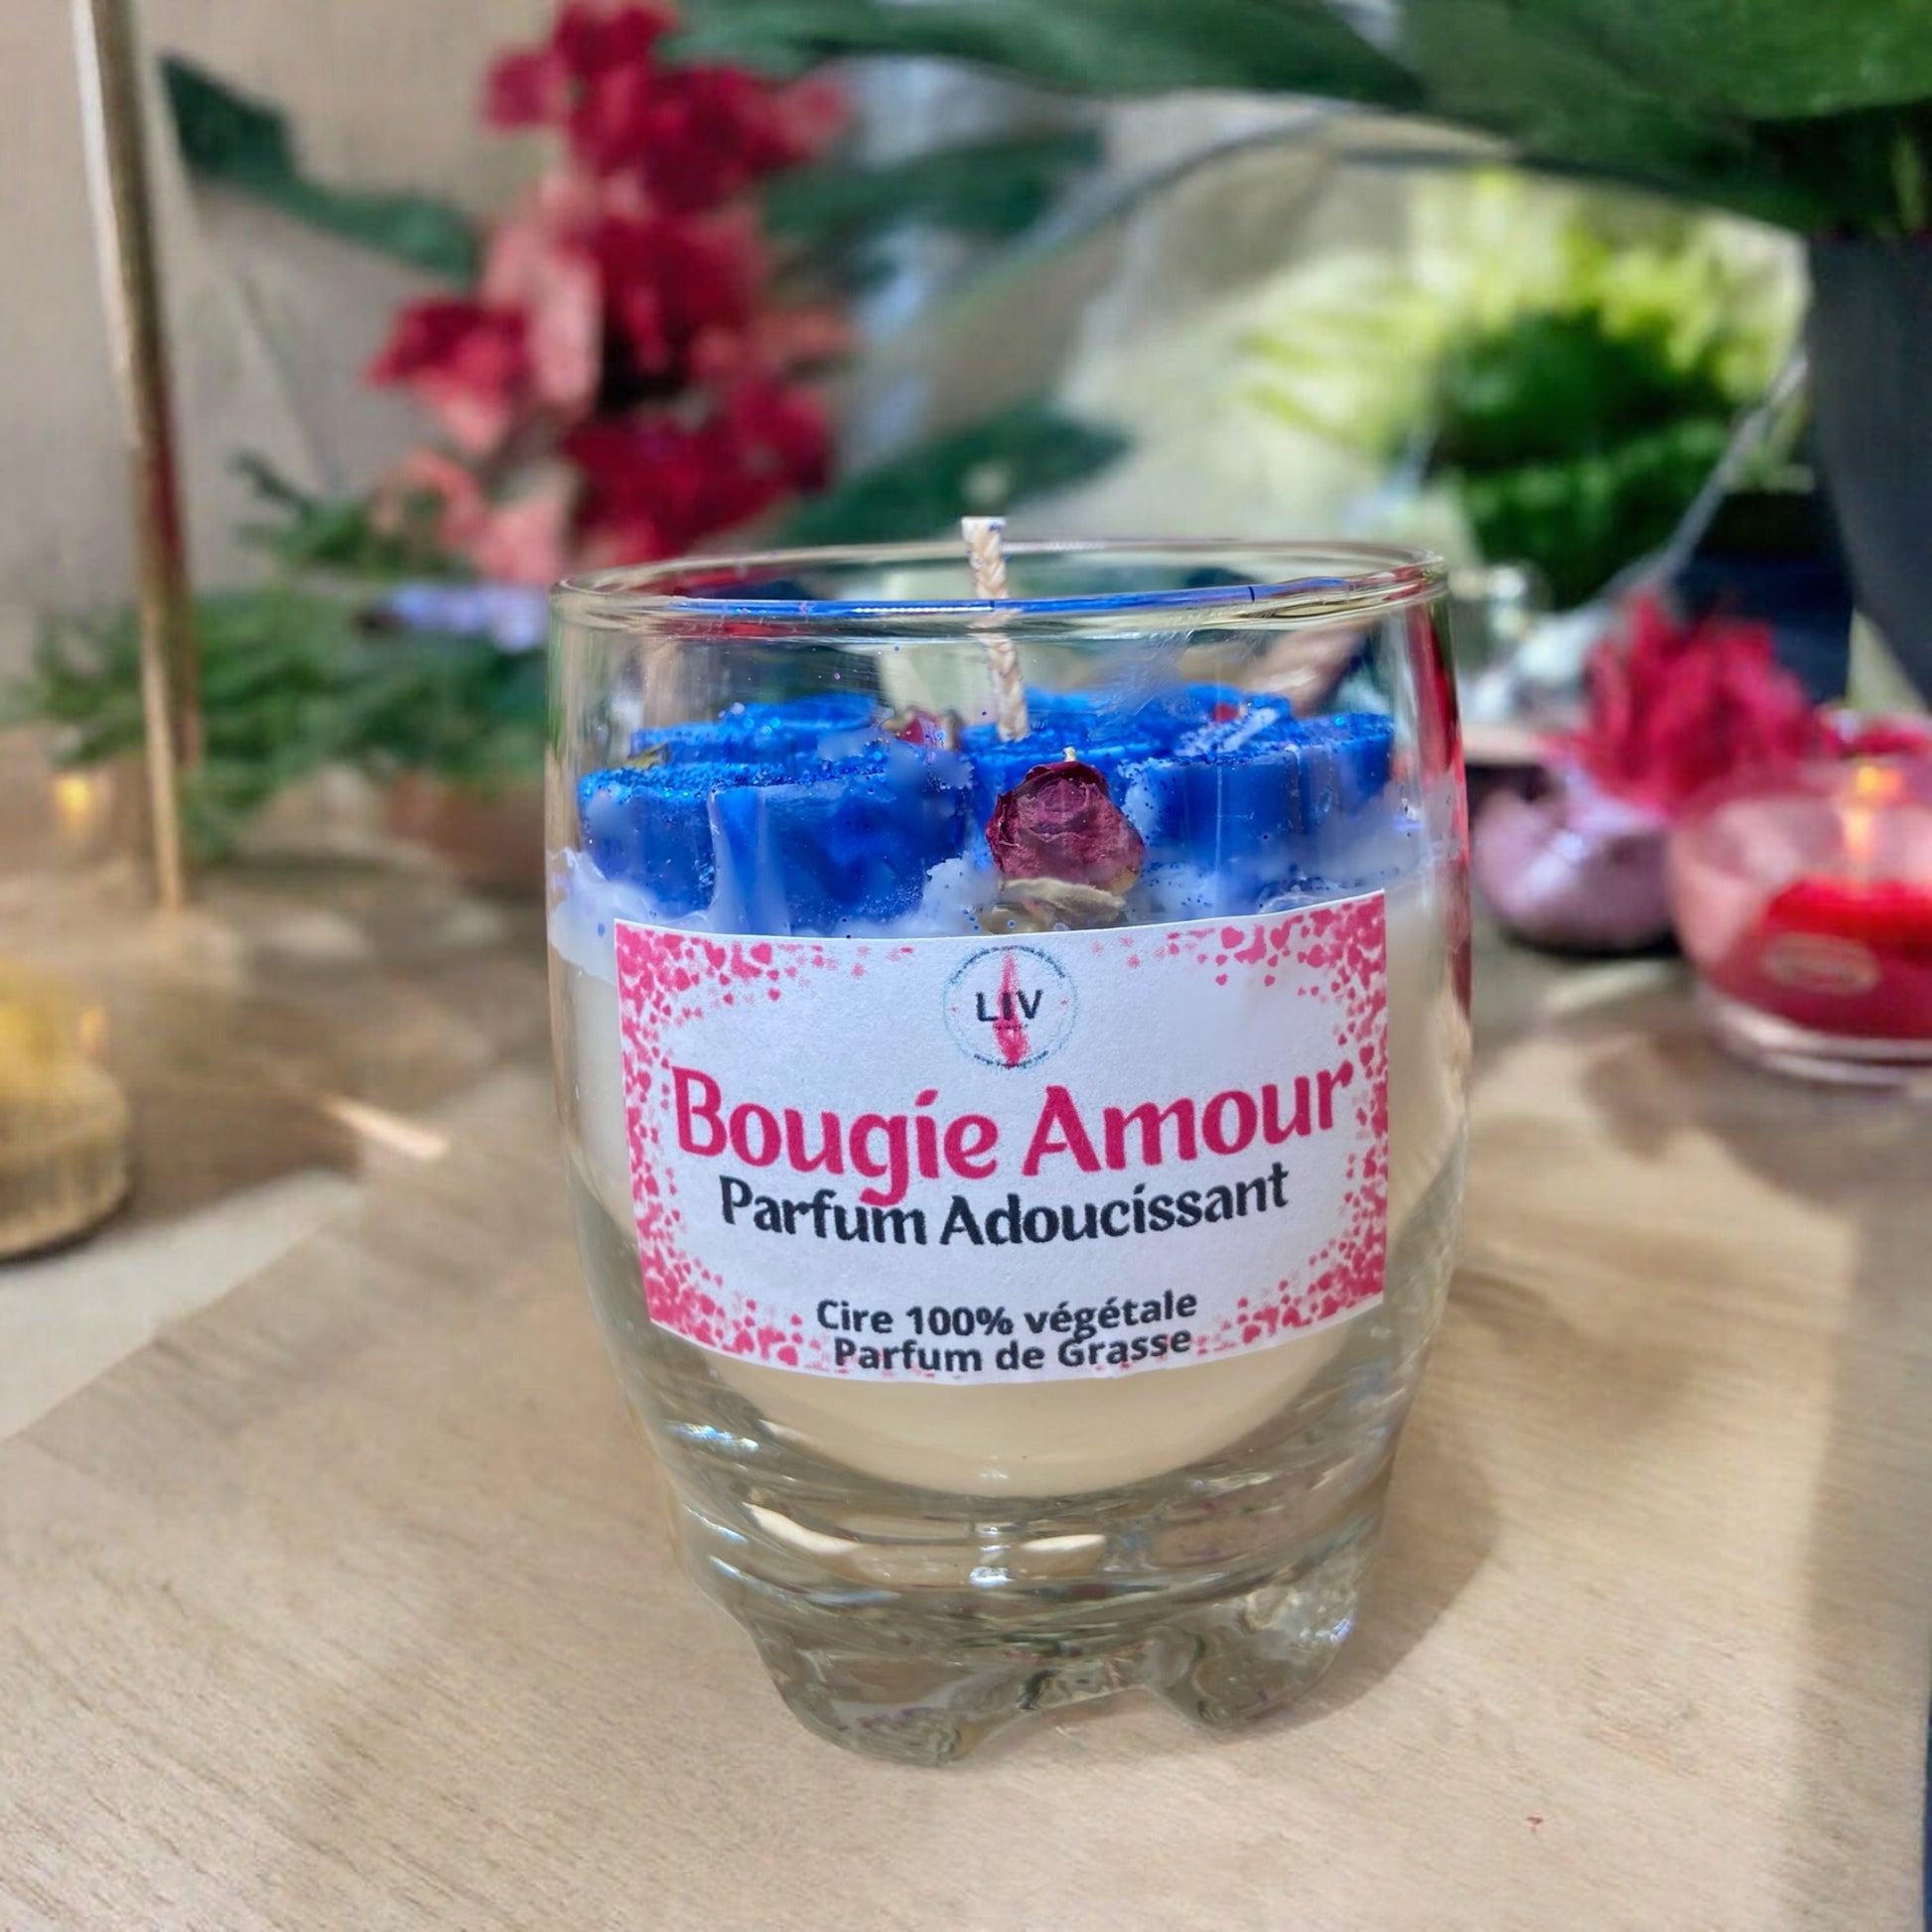 LIV
Bougie Amour
Parfum Adoucissant
Cire 100% végétale
Parfum de Grasse